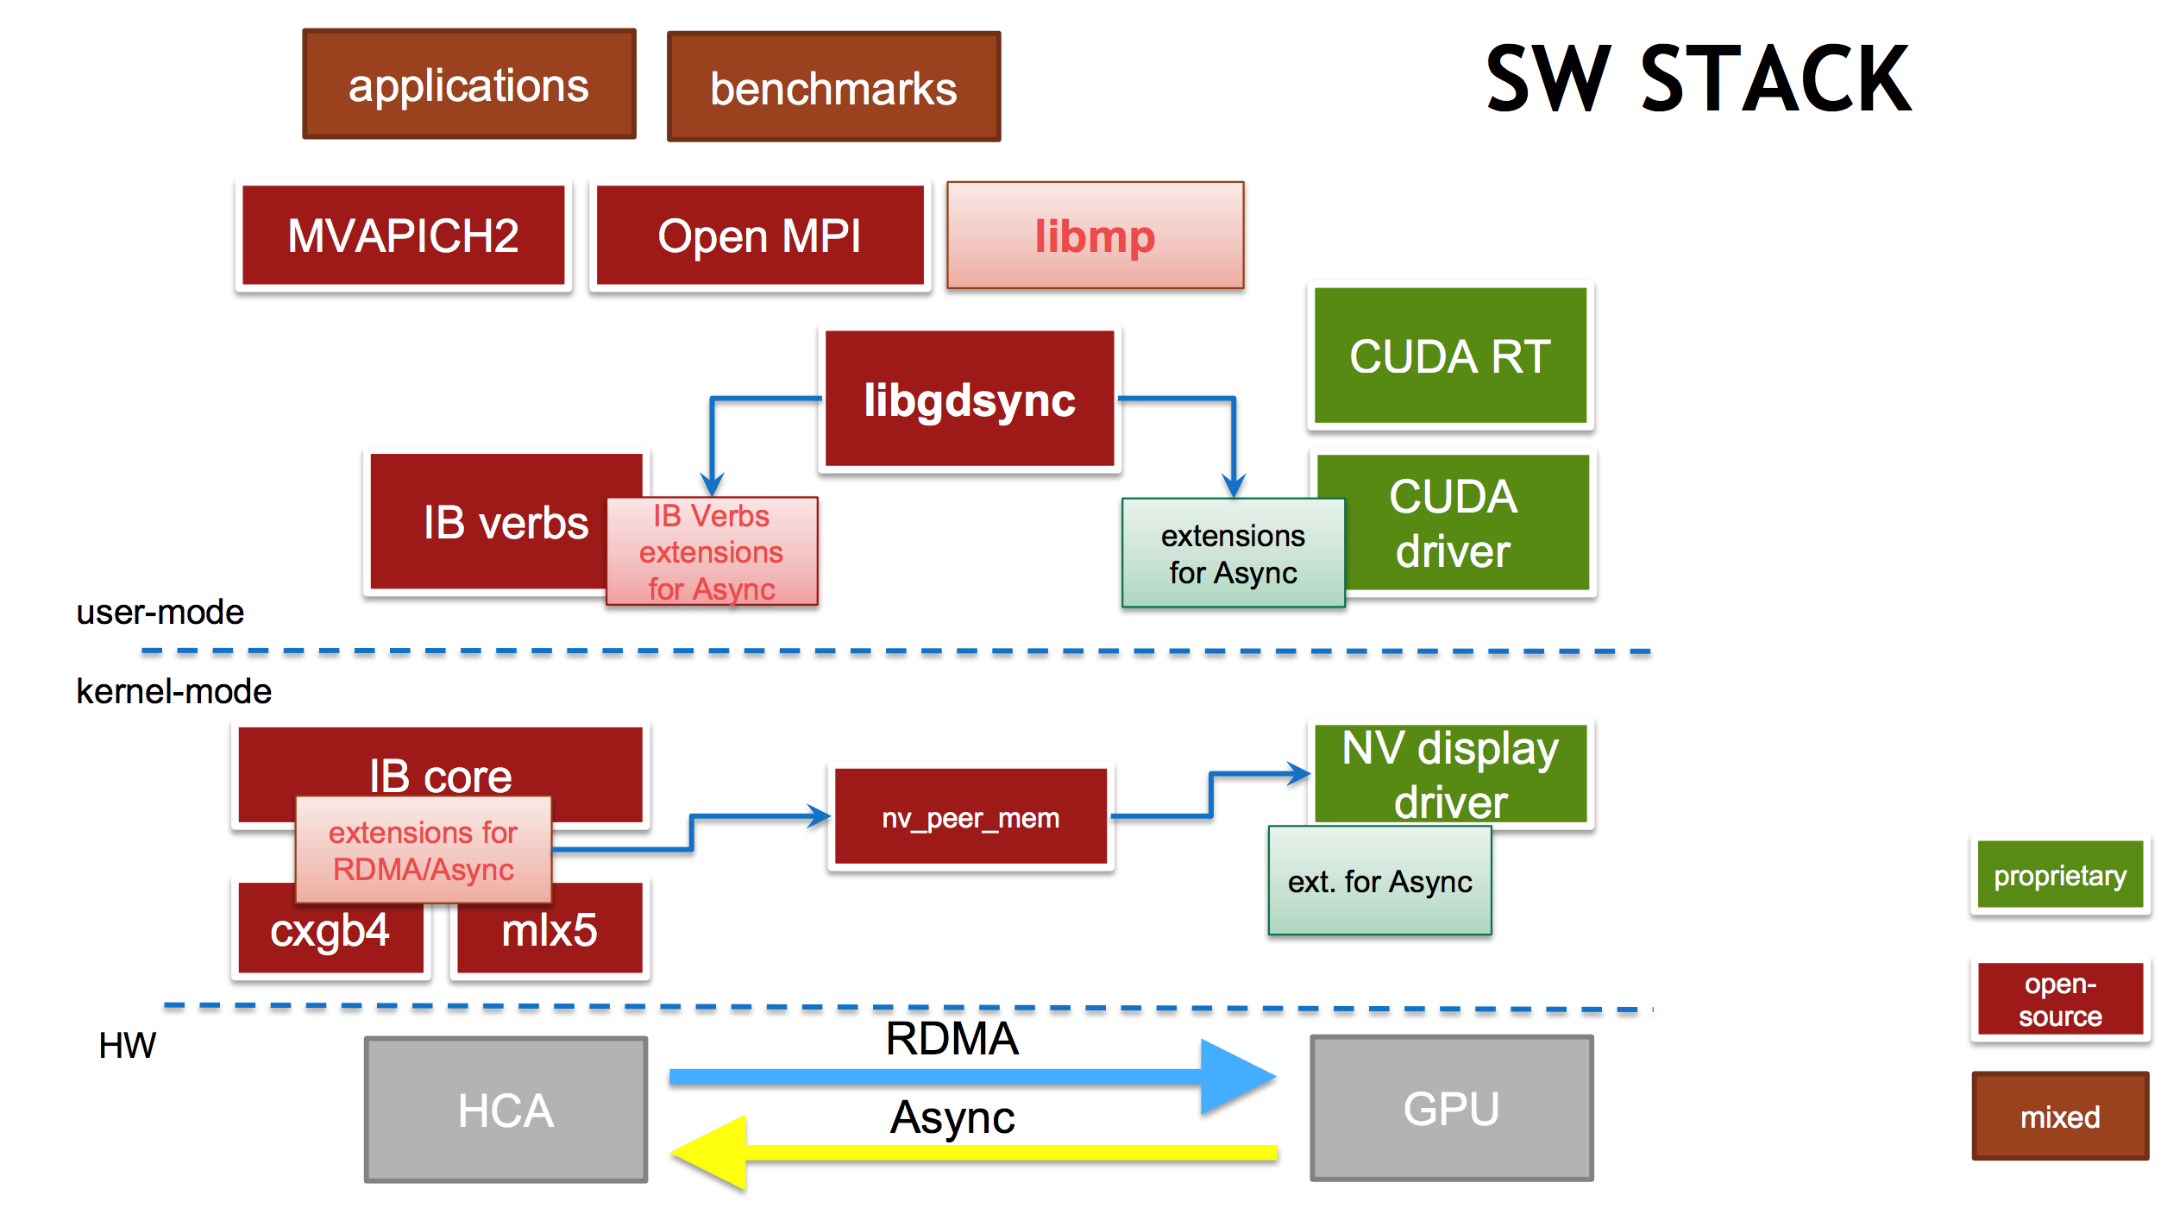 SW STACK
applications
benchmarks
MVAPICH2
Open MPI
libmp
CUDA RT
libgdsync
IB verbs
IB Verbs
extensions
for Async
extensions
for Async
CUDA
driver
user-mode
kernel-mode
IB core
extensions for
RDMA/Async
cxgb4
mlx5
nv_peer_mem
NV display
driver
ext. for Async
proprietary
open-
source
mixed
HW
HCA
RDMA
Async
GPU